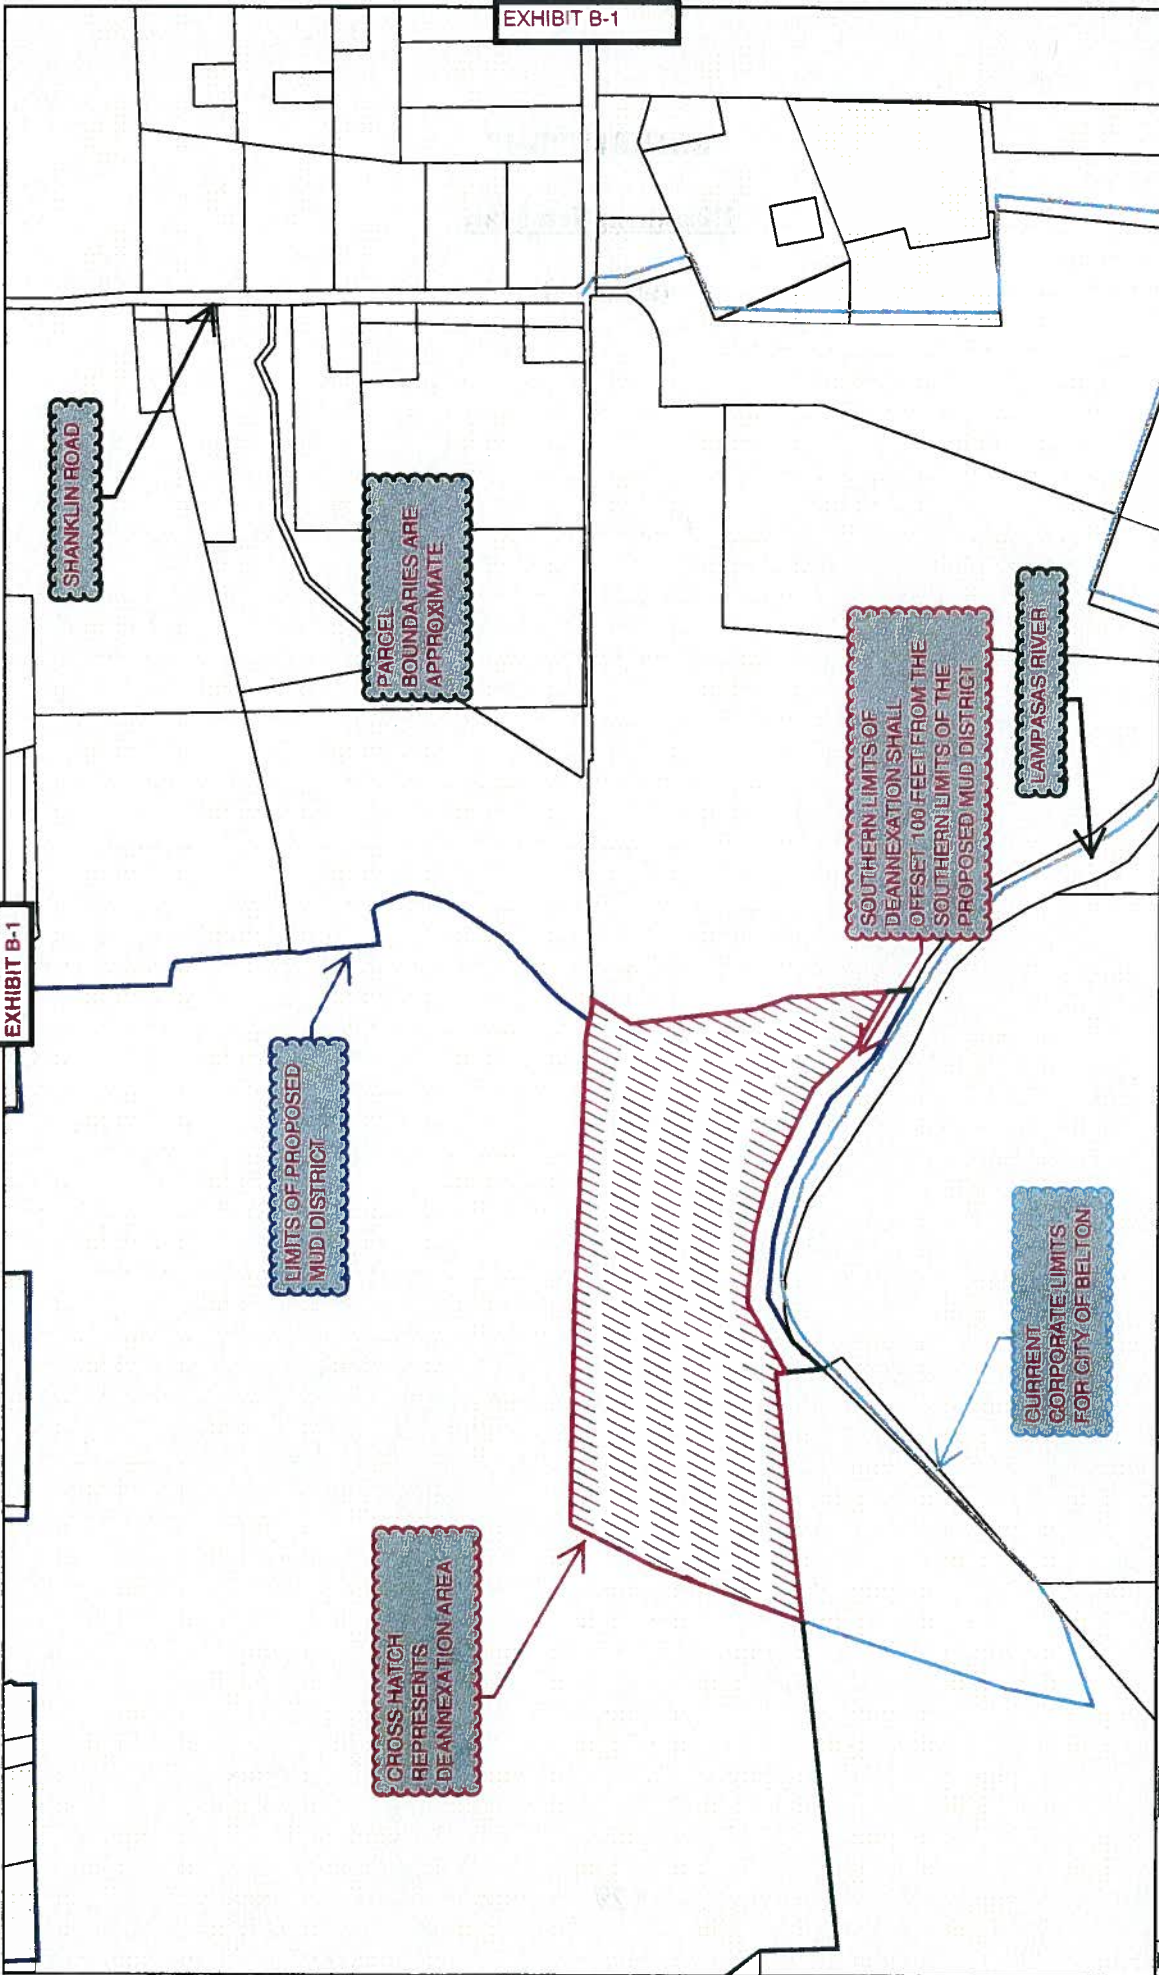 EXHIBIT B-1
EXHIBIT B-1
SHANKLIN ROAD
PARCEL
BOUNDARIES ARE
APPROXIMATE
LIMITS OF PROPOSED
MUD DISTRICT
SOUTHERN LIMITS OF
DEANNEXATION SHALL
OFFSET 100 FEET FROM THE
SOUTHERN LIMITS OF THE
PROPOSED MUD DISTRICT
LAMPASAS RIVER
CROSS HATCH
REPRESENTS
DEANNEXATION AREA
CURRENT
CORPORATE LIMITS
FOR CITY OF BELTON